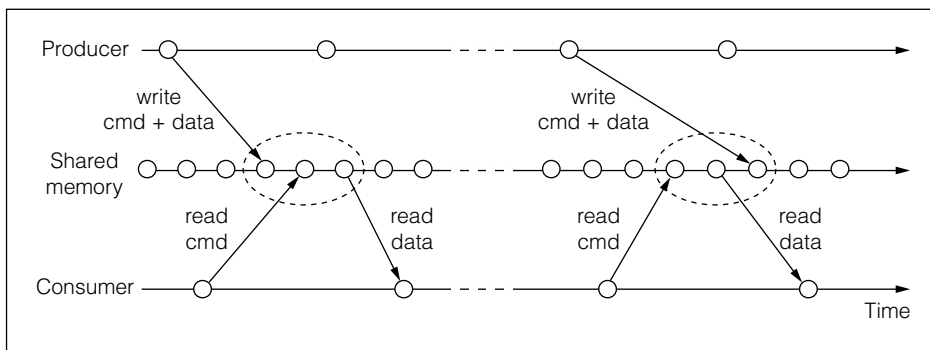 Producer
write
cmd + data
write
cmd + data
Shared
memory
read
cmd
read
data
read
cmd
read
data
Consumer
Time